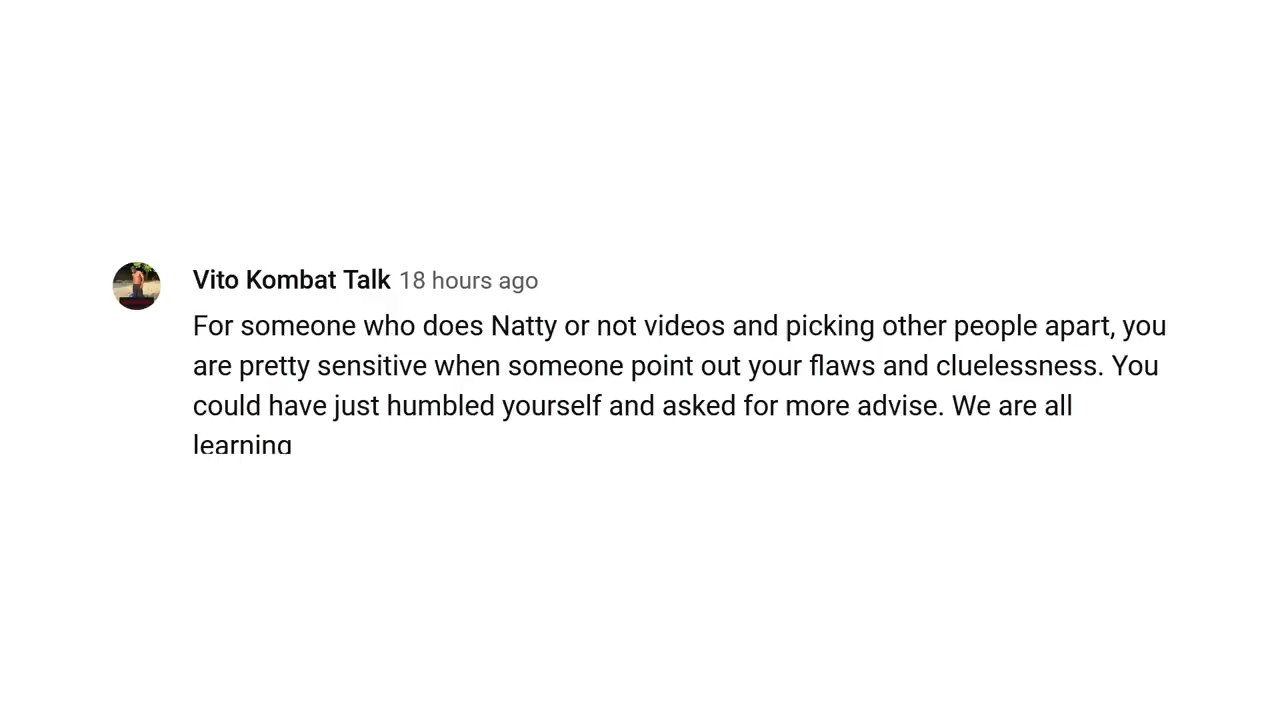 Vito Kombat Talk 18 hours ago
For someone who does Natty or not videos and picking other people apart, you
are pretty sensitive when someone point out your flaws and cluelessness. You
could have just humbled yourself and asked for more advise. We are all
learning